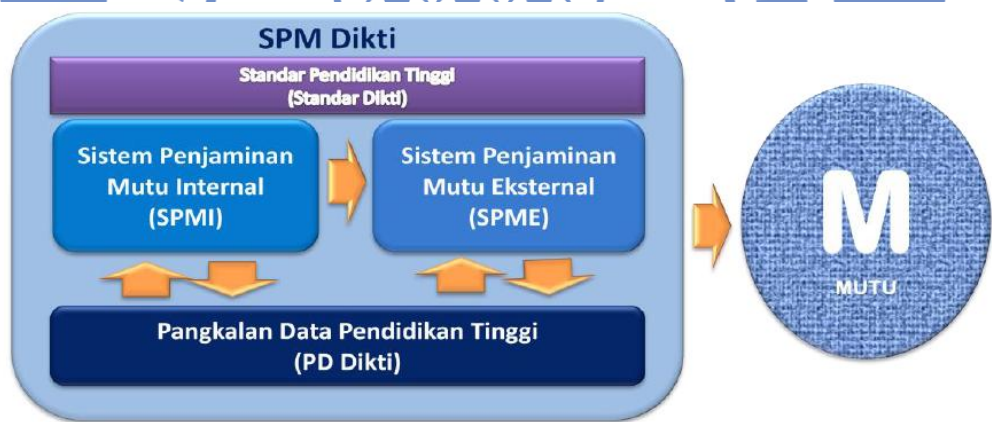 SPM Dikti
Standar Pendidikan Tinggi
(Standar Dikti)
Sistem Penjaminan
Mutu Internal
(SPMI)
Sistem Penjaminan
Mutu Eksternal
(SPME)
Pangkalan Data Pendidikan Tinggi
(PD Dikti)
M
MUTU